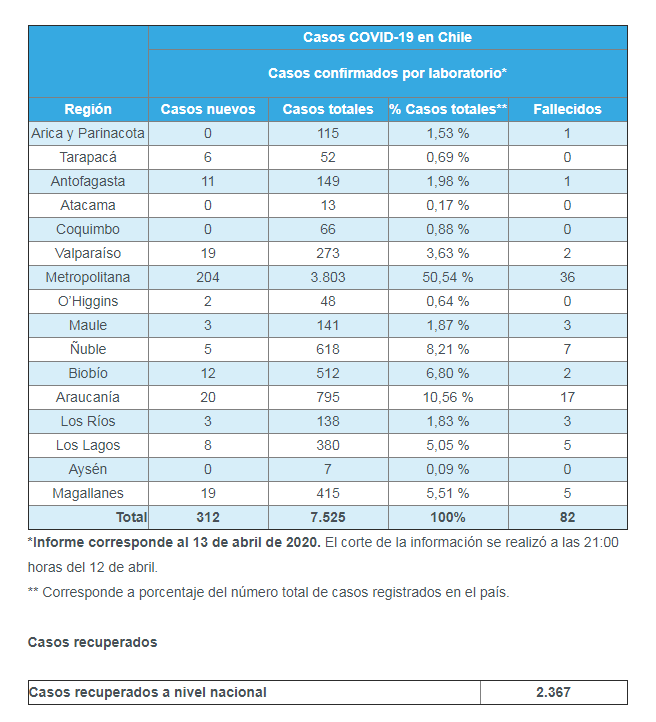 Casos COVID-19 en Chile
Casos confirmados por laboratorio*
Región Casos nuevos Casos totales % Casos totales** Fallecidos
Arica y Parinacota 0 115 1,53 % 1
Tarapacá 6 52 0,69 % 0
Antofagasta 11 149 1,98 % 1
Atacama 0 13 0,17 % 0
Coquimbo 0 66 0,88 % 0
Valparaíso 19 273 3,63 % 2
Metropolitana 204 3.803 50,54 % 36
O’Higgins 2 48 0,64 % 0
Maule 3 141 1,87 % 3
Ñuble 5 618 8,21 % 7
Biobío 12 512 6,80 % 2
Araucanía 20 795 10,56 % 17
Los Ríos 3 138 1,83 % 3
Los Lagos 8 380 5,05 % 5
Aysén 0 7 0,09 % 0
Magallanes 19 415 5,51 % 5
Total 312 7.525 100% 82
*Informe corresponde al 13 de abril de 2020. El corte de la información se realizó a las 21:00
horas del 12 de abril.
** Corresponde a porcentaje del número total de casos registrados en el país.
Casos recuperados
Casos recuperados a nivel nacional 2.367